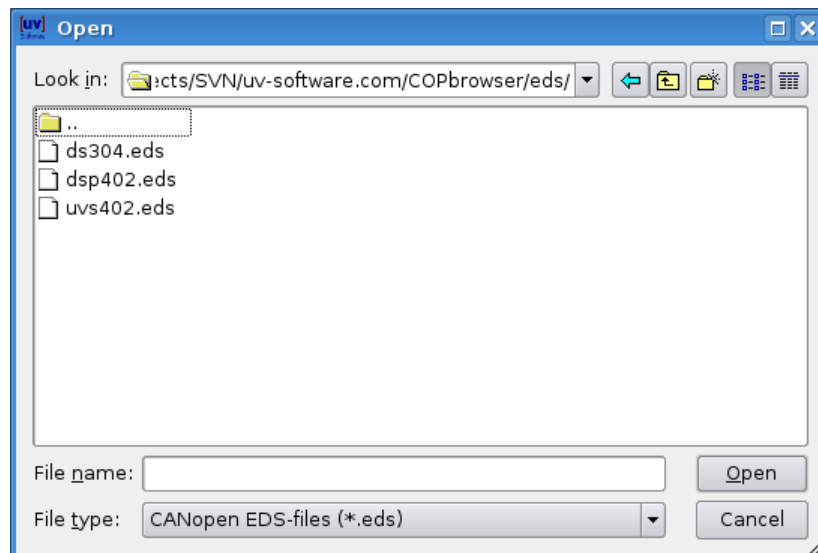 [uv] Open
Look in: ects/SVN/uv-software.com/COPbrowser/eds/
..
ds304.eds
dsp402.eds
uvs402.eds
File name: Open
File type: CANopen EDS-files (*.eds) Cancel